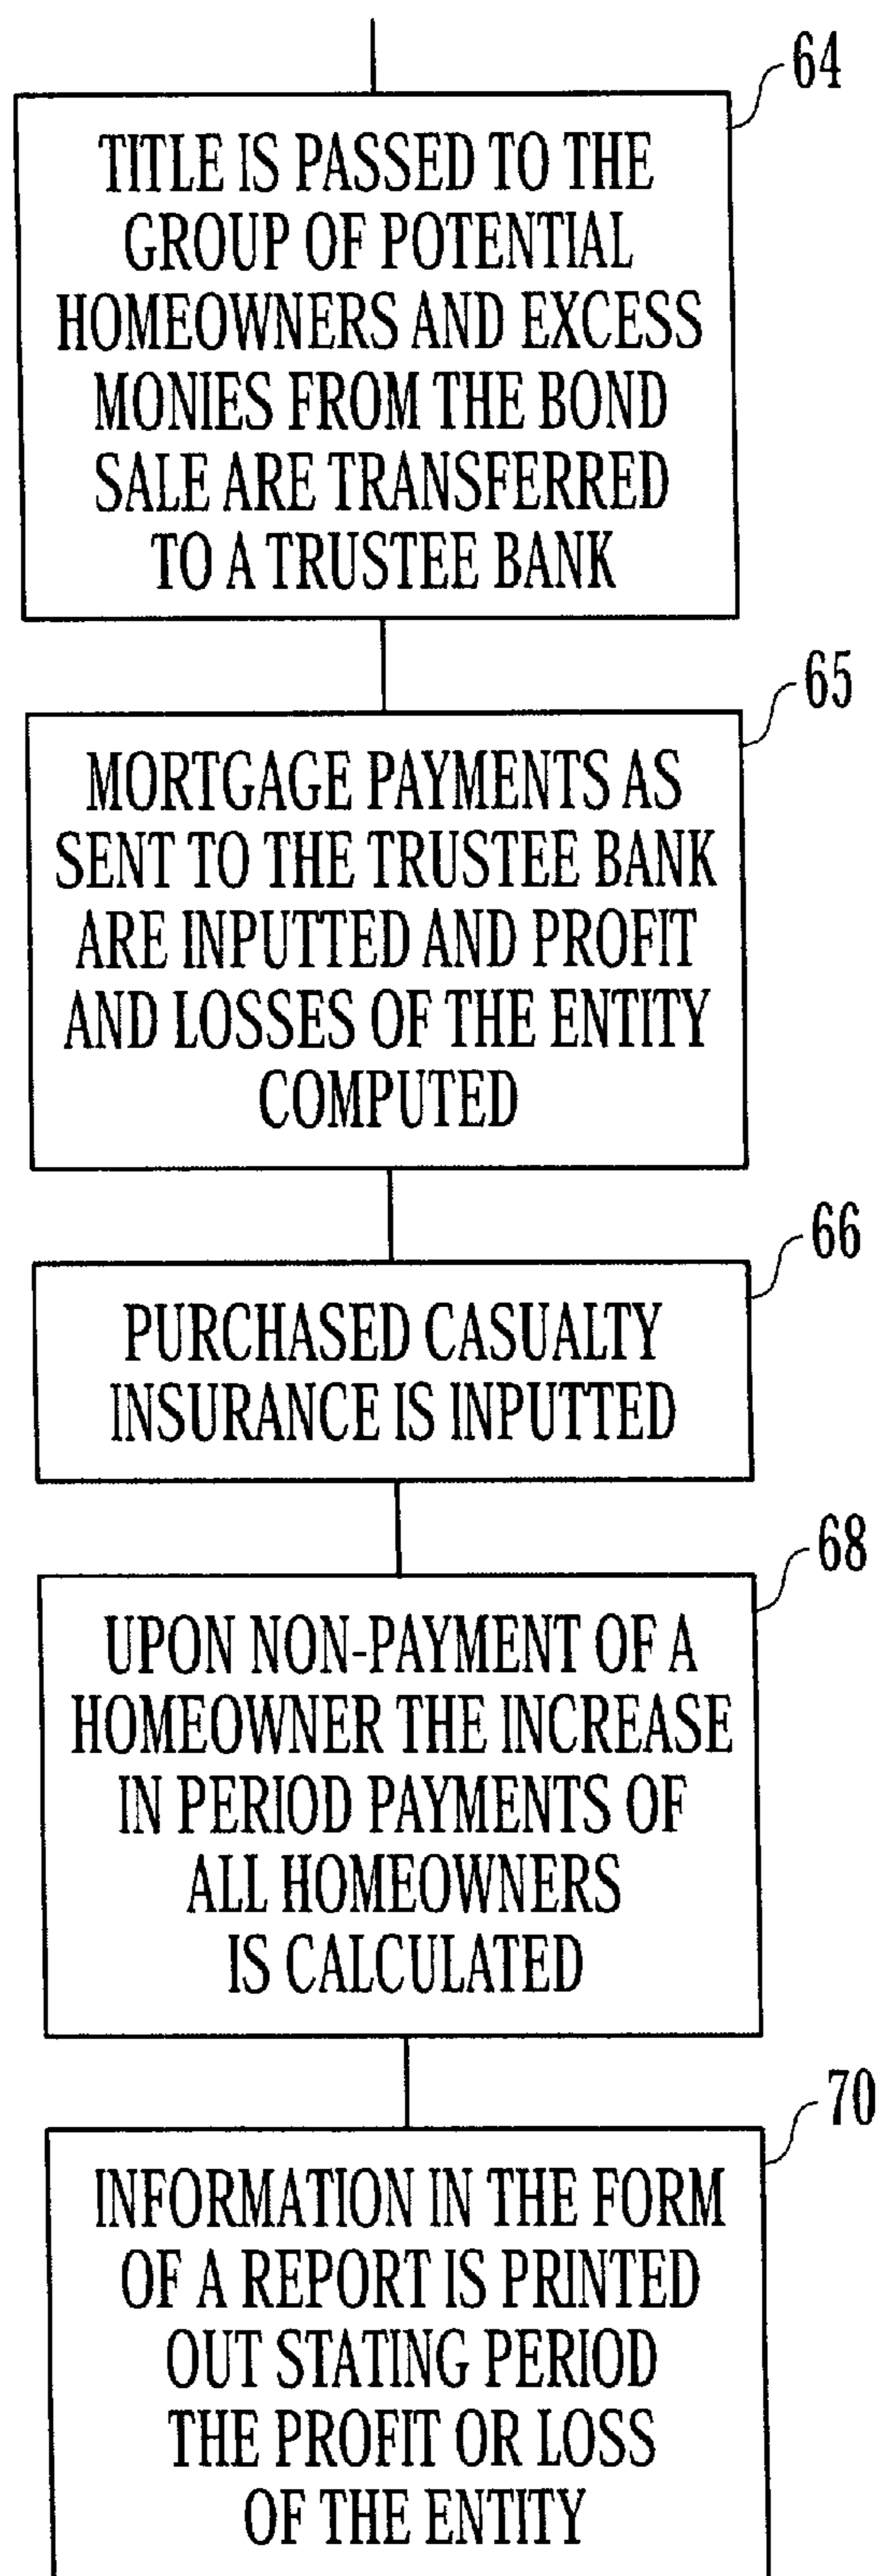 64
TITLE IS PASSED TO THE
GROUP OF POTENTIAL
HOMEOWNERS AND EXCESS
MONIES FROM THE BOND
SALE ARE TRANSFERRED
TO A TRUSTEE BANK
65
MORTGAGE PAYMENTS AS
SENT TO THE TRUSTEE BANK
ARE INPUTTED AND PROFIT
AND LOSSES OF THE ENTITY
COMPUTED
66
PURCHASED CASUALTY
INSURANCE IS INPUTTED
68
UPON NON-PAYMENT OF A
HOMEOWNER THE INCREASE
IN PERIOD PAYMENTS OF
ALL HOMEOWNERS
IS CALCULATED
70
INFORMATION IN THE FORM
OF A REPORT IS PRINTED
OUT STATING PERIOD
THE PROFIT OR LOSS
OF THE ENTITY